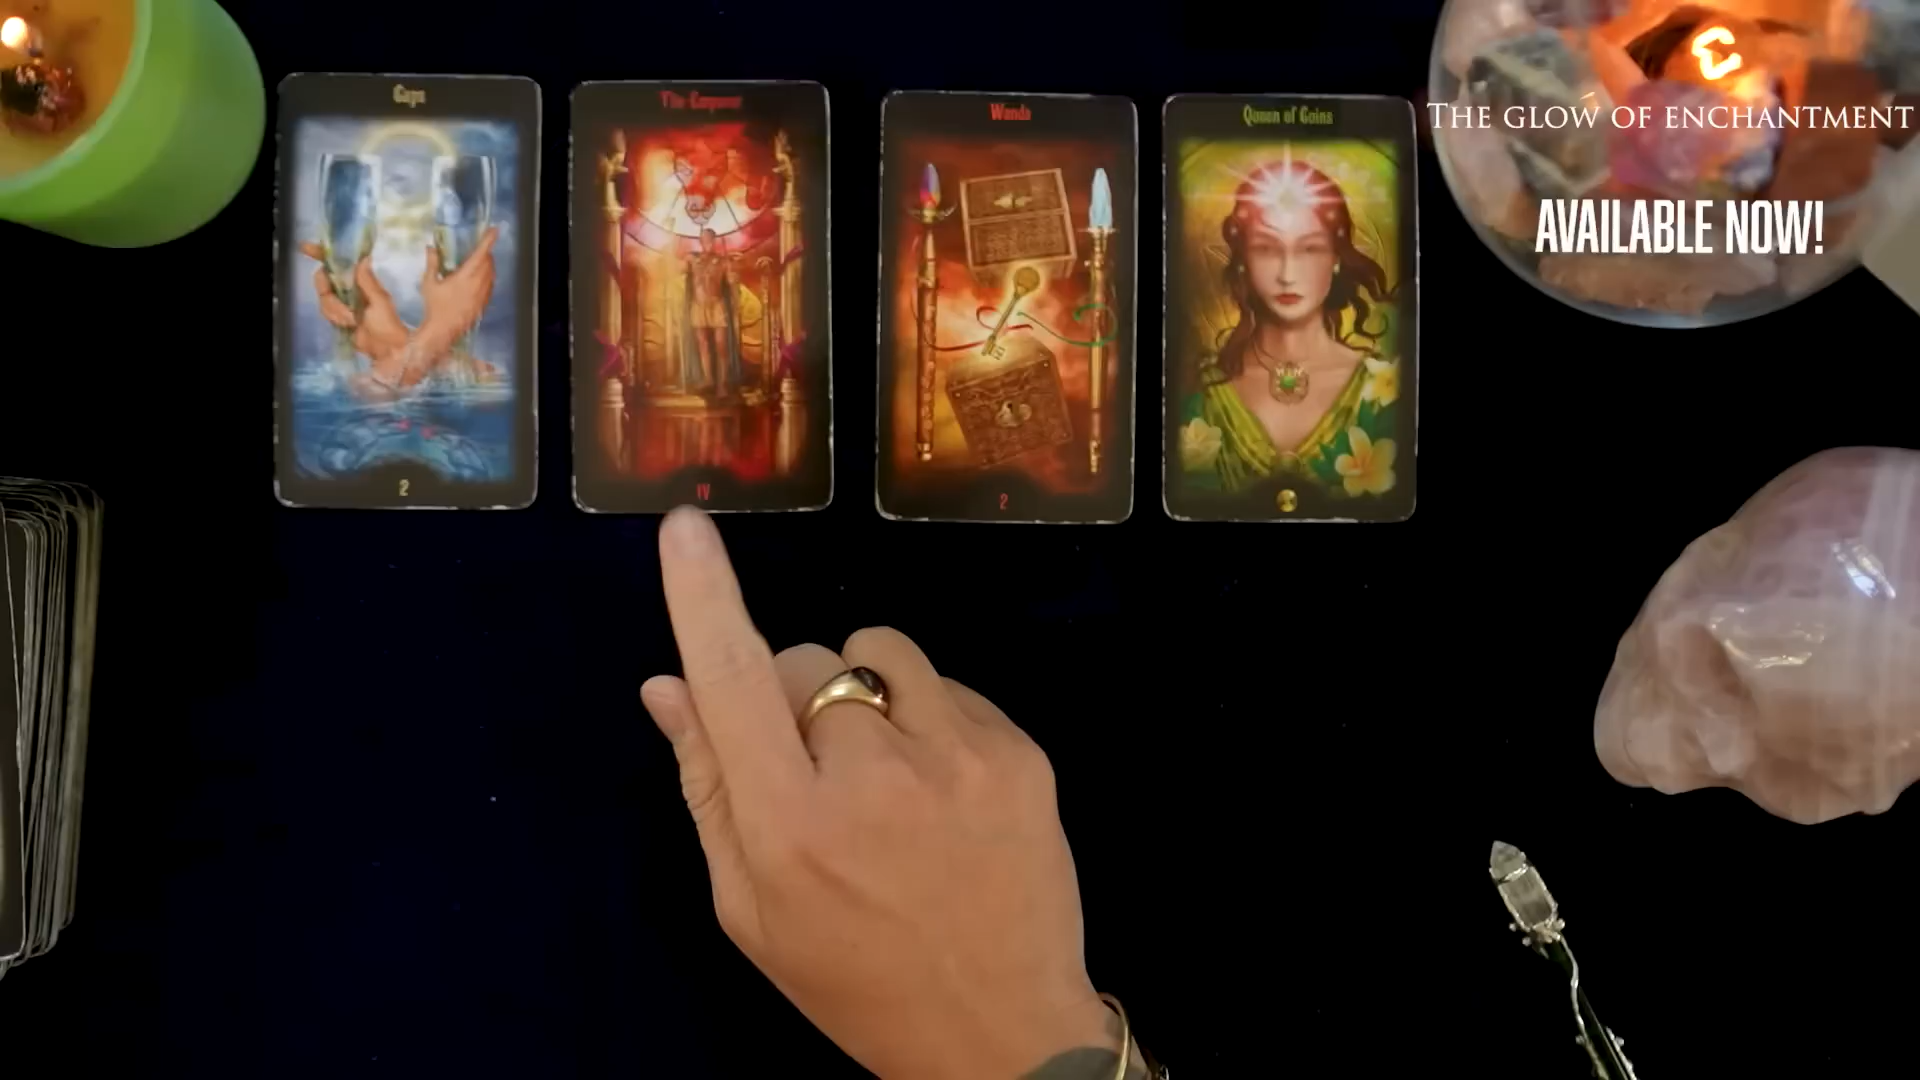 Cups
2
The Emperor
IV
Wands
2
Queen of Coins
THE GLOW OF ENCHANTMENT
AVAILABLE NOW!